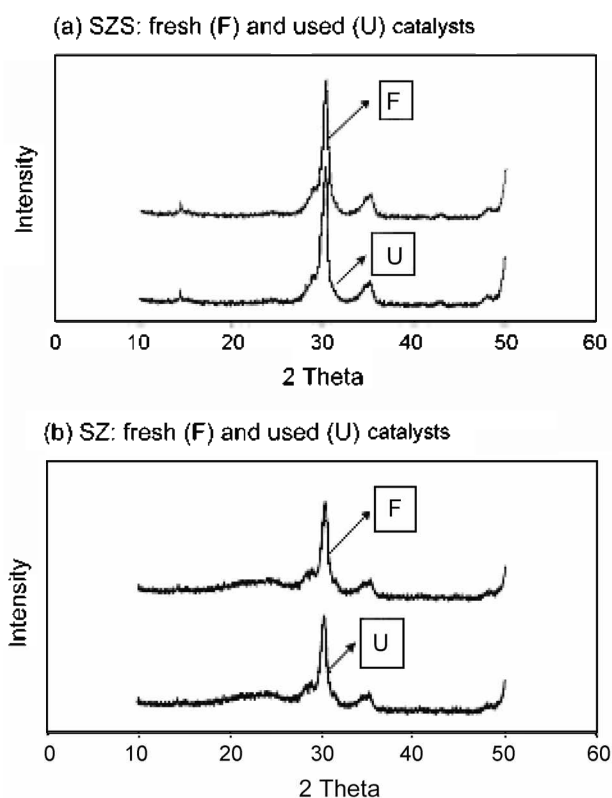 (a) SZS: fresh (F) and used (U) catalysts
F
Intensity
U
0 10 20 30 40 50 60
2 Theta
(b) SZ: fresh (F) and used (U) catalysts
F
Intensity
U
0 10 20 30 40 50 60
2 Theta